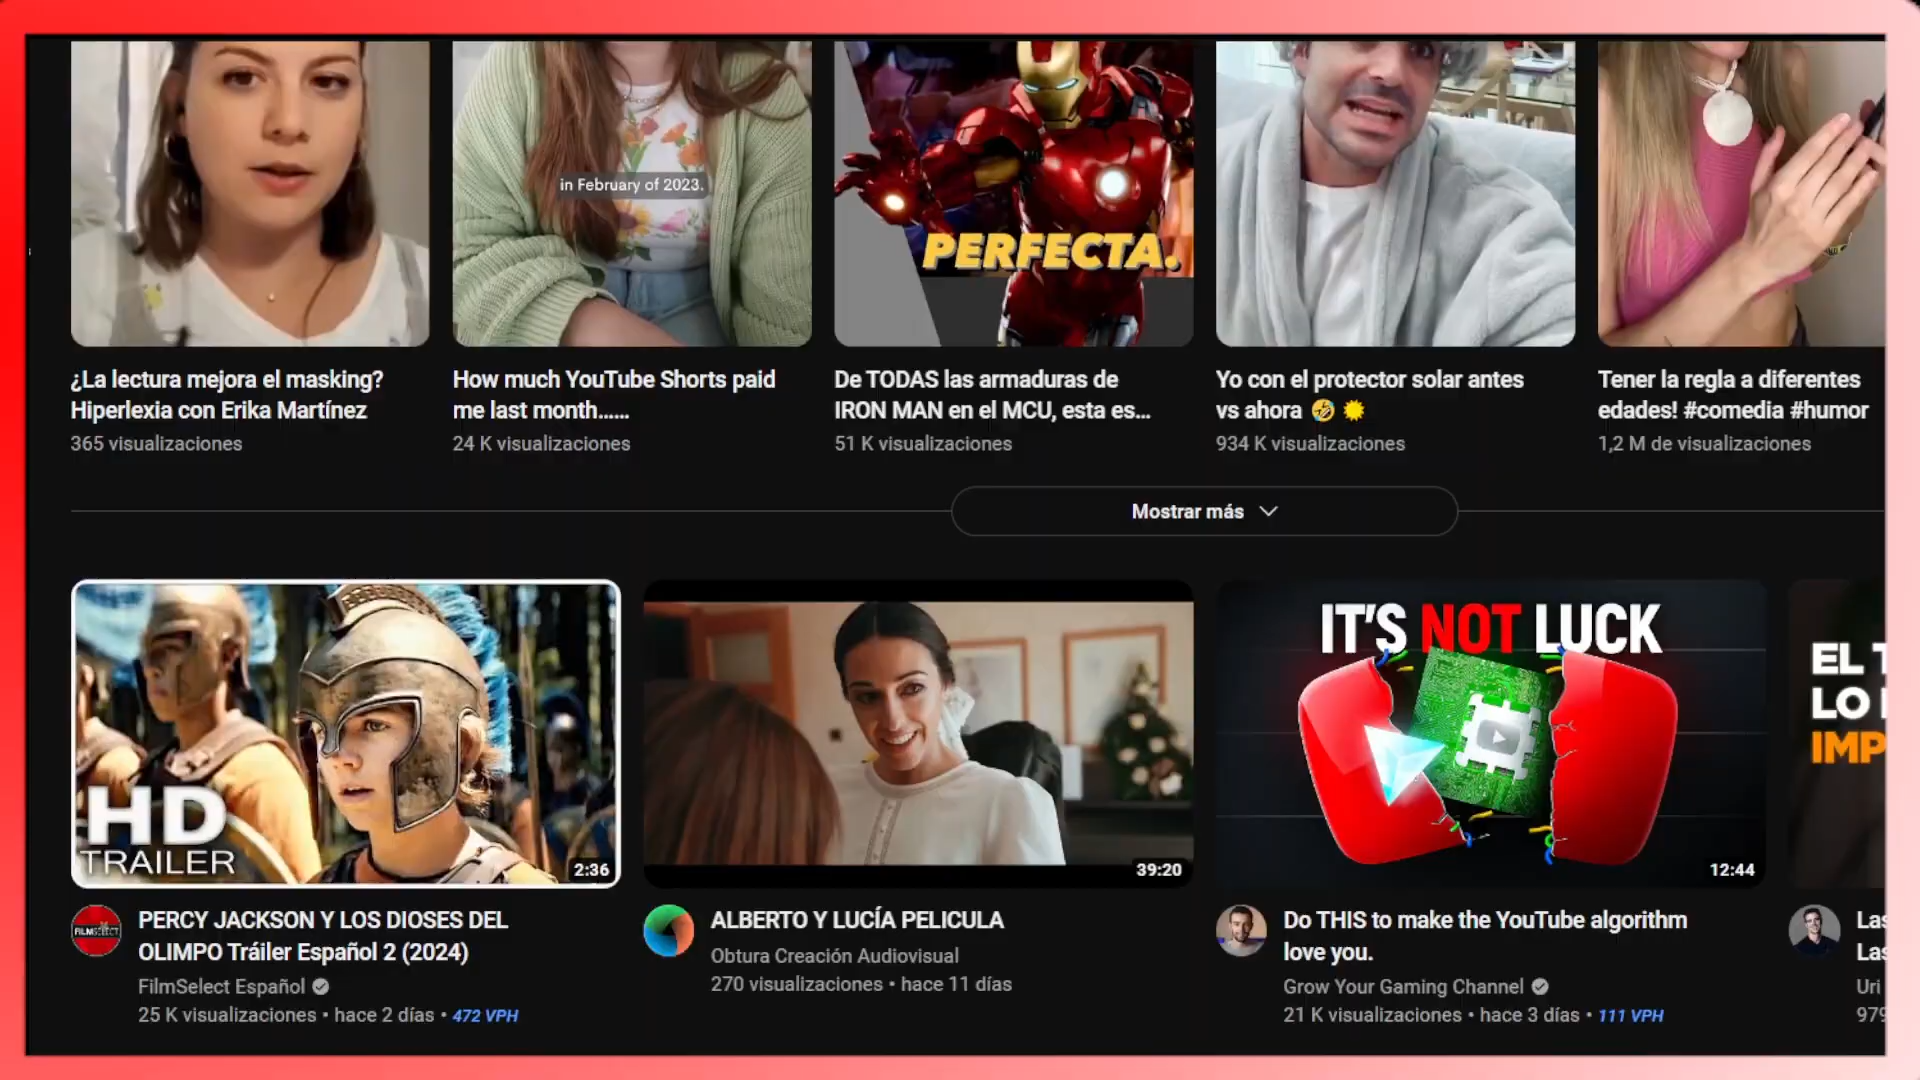 in February of 2023.
PERFECTA.
¿La lectura mejora el masking?
Hiperlexia con Erika Martínez
365 visualizaciones
How much YouTube Shorts paid
me last month......
24 K visualizaciones
De TODAS las armaduras de
IRON MAN en el MCU, esta es...
51 K visualizaciones
Yo con el protector solar antes
vs ahora 🤣 ☀️
934 K visualizaciones
Tener la regla a diferentes
edades! #comedia #humor
1,2 M de visualizaciones
Mostrar más
HD
TRAILER
2:36
39:20
IT'S NOT LUCK
12:44
EL
LO
IMP
FILMSELECT
PERCY JACKSON Y LOS DIOSES DEL
OLIMPO Tráiler Español 2 (2024)
FilmSelect Español
25 K visualizaciones • hace 2 días • 472 VPH
ALBERTO Y LUCÍA PELICULA
Obtura Creación Audiovisual
270 visualizaciones • hace 11 días
Do THIS to make the YouTube algorithm
love you.
Grow Your Gaming Channel
21 K visualizaciones • hace 3 días • 111 VPH
Las
Las
Uri
979